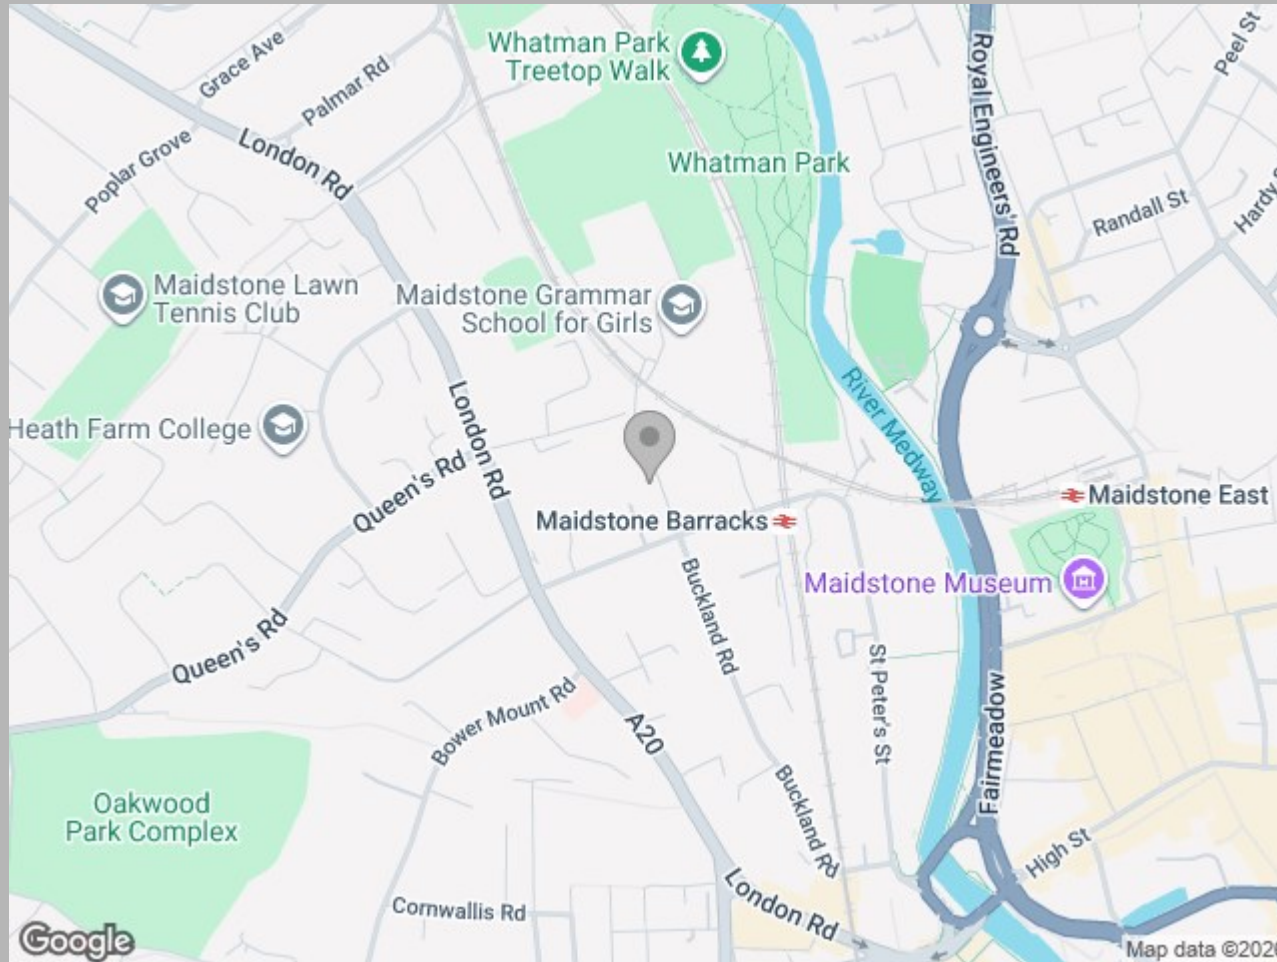 Whatman Park
Treetop Walk
Grace Ave
Palmar Rd
Poplar Grove
London Rd
Royal Engineers' Rd
Peel St
Whatman Park
Randall St
Maidstone Lawn
Tennis Club
Maidstone Grammar
School for Girls
River Medway
London Rd
Heath Farm College
Queen's Rd
Maidstone Barracks
Maidstone East
Maidstone Museum
Buckland Rd
Queen's Rd
St Peter's St
Bower Mount Rd
A20
Fairmeadow
Buckland Rd
Oakwood
Park Complex
High St
London Rd
Cornwallis Rd
Google
Map data ©2026